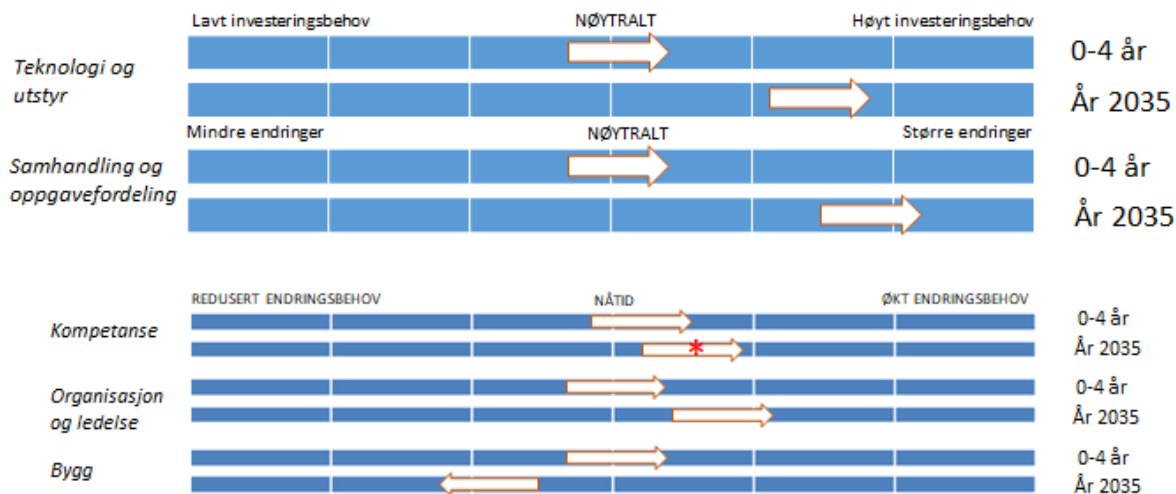 Lavt investeringsbehov NØYTRALT Høyt investeringsbehov
Teknologi og
utstyr
0-4 år
År 2035
Mindre endringer NØYTRALT Større endringer
Samhandling og
oppgavefordeling
0-4 år
År 2035
REDUSERT ENDRINGSBEHOV NÅTID ØKT ENDRINGSBEHOV
Kompetanse
0-4 år
*
År 2035
Organisasjon
og ledelse
0-4 år
År 2035
Bygg
0-4 år
År 2035